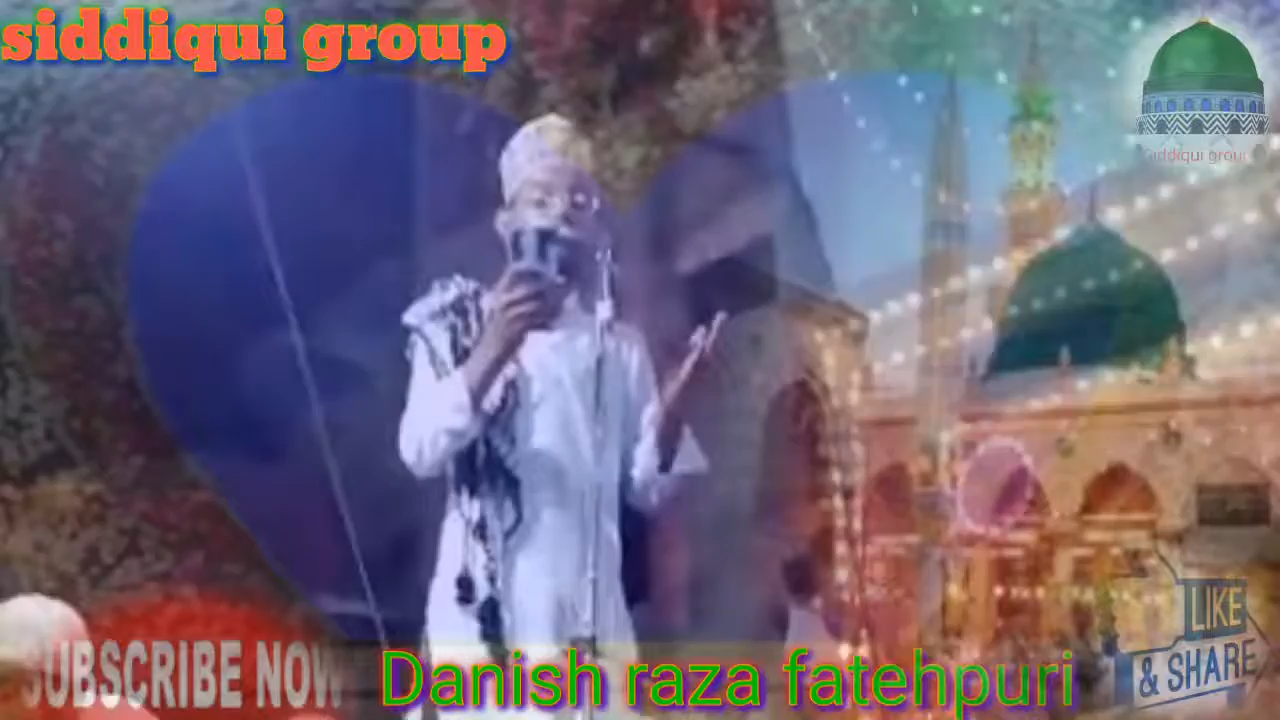 siddiqui group
Siddiqui group
SUBSCRIBE NOW
Danish raza fatehpuri
LIKE
& SHARE